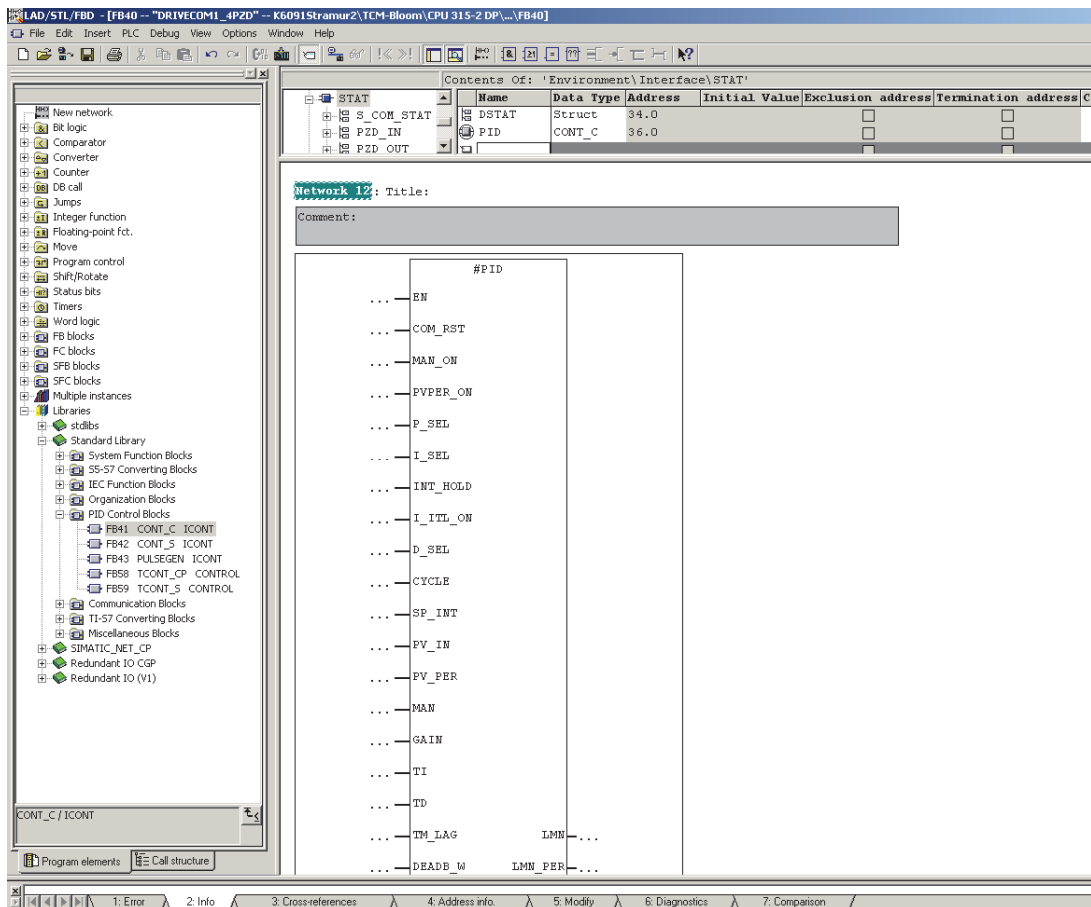 LAD/STL/FBD - [FB40 -- "DRIVECOM1_4PZD" -- K6091Stramur2\TCM-Bloom\CPU 315-2 DP\...\FB40]
File Edit Insert PLC Debug View Options Window Help
Contents Of: 'Environment\Interface\STAT'
STAT
S_COM_STAT
PZD_IN
PZD_OUT
Name Data Type Address Initial Value Exclusion address Termination address C
DSTAT Struct 34.0
PID CONT_C 36.0
New network
Bit logic
Comparator
Converter
Counter
DB call
Jumps
Integer function
Floating-point fct.
Move
Program control
Shift/Rotate
Status bits
Timers
Word logic
FB blocks
FC blocks
SFB blocks
SFC blocks
Multiple instances
Libraries
stdlibs
Standard Library
System Function Blocks
S5-S7 Converting Blocks
IEC Function Blocks
Organization Blocks
PID Control Blocks
FB41 CONT_C ICONT
FB42 CONT_S ICONT
FB43 PULSEGEN ICONT
FB58 TCONT_CP CONTROL
FB59 TCONT_S CONTROL
Communication Blocks
TI-S7 Converting Blocks
Miscellaneous Blocks
SIMATIC_NET_CP
Redundant IO CGP
Redundant IO (V1)
CONT_C / ICONT
Program elements Call structure
Network 12: Title:
Comment:
#PID
... EN
... COM_RST
... MAN_ON
... PVPER_ON
... P_SEL
... I_SEL
... INT_HOLD
... I_ITL_ON
... D_SEL
... CYCLE
... SP_INT
... PV_IN
... PV_PER
... MAN
... GAIN
... TI
... TD
... TM_LAG LMN ...
... DEADB_W LMN_PER ...
1: Error 2: Info 3: Cross-references 4: Address info. 5: Modify 6: Diagnostics 7: Comparison